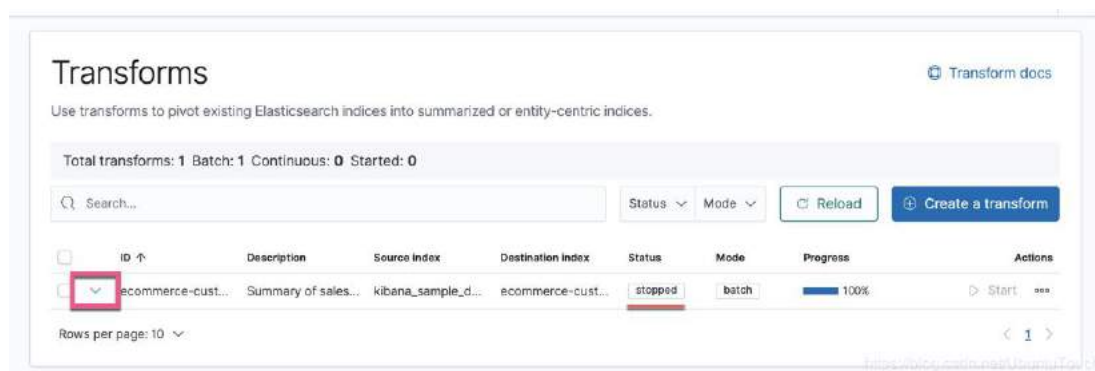 Transforms
Transform docs
Use transforms to pivot existing Elasticsearch indices into summarized or entity-centric indices.
Total transforms: 1 Batch: 1 Continuous: 0 Started: 0
Search...
Status Mode Reload Create a transform
ID ↑ Description Source index Destination index Status Mode Progress Actions
ecommerce-cust... Summary of sales... kibana_sample_d... ecommerce-cust... stopped batch 100% Start
Rows per page: 10
< 1 >